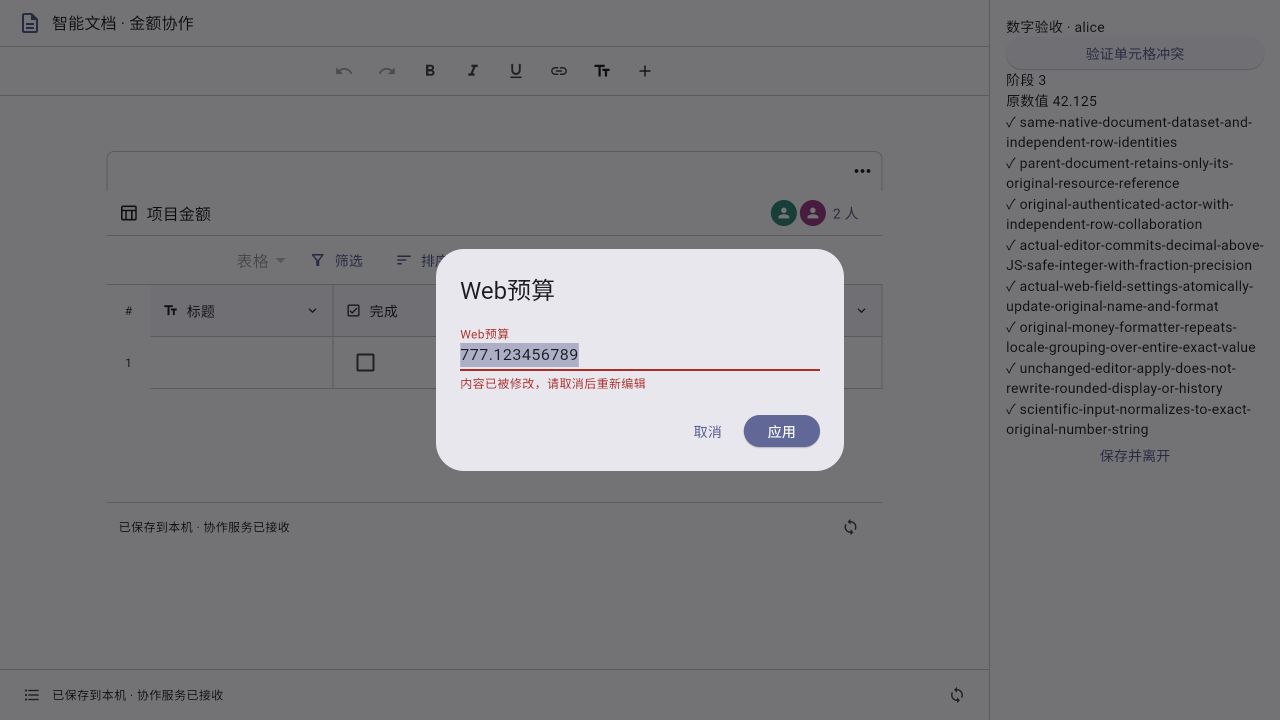 智能文档 · 金额协作
项目金额
2 人
表格
筛选
排序
#
标题
完成
1
Web预算
Web预算
777.123456789
内容已被修改，请取消后重新编辑
取消
应用
已保存到本机 · 协作服务已接收
已保存到本机 · 协作服务已接收
数字验收 · alice
验证单元格冲突
阶段 3
原数值 42.125
✓ same-native-document-dataset-and-
independent-row-identities
✓ parent-document-retains-only-its-
original-resource-reference
✓ original-authenticated-actor-with-
independent-row-collaboration
✓ actual-editor-commits-decimal-above-
JS-safe-integer-with-fraction-precision
✓ actual-web-field-settings-atomically-
update-original-name-and-format
✓ original-money-formatter-repeats-
locale-grouping-over-entire-exact-value
✓ unchanged-editor-apply-does-not-
rewrite-rounded-display-or-history
✓ scientific-input-normalizes-to-exact-
original-number-string
保存并离开